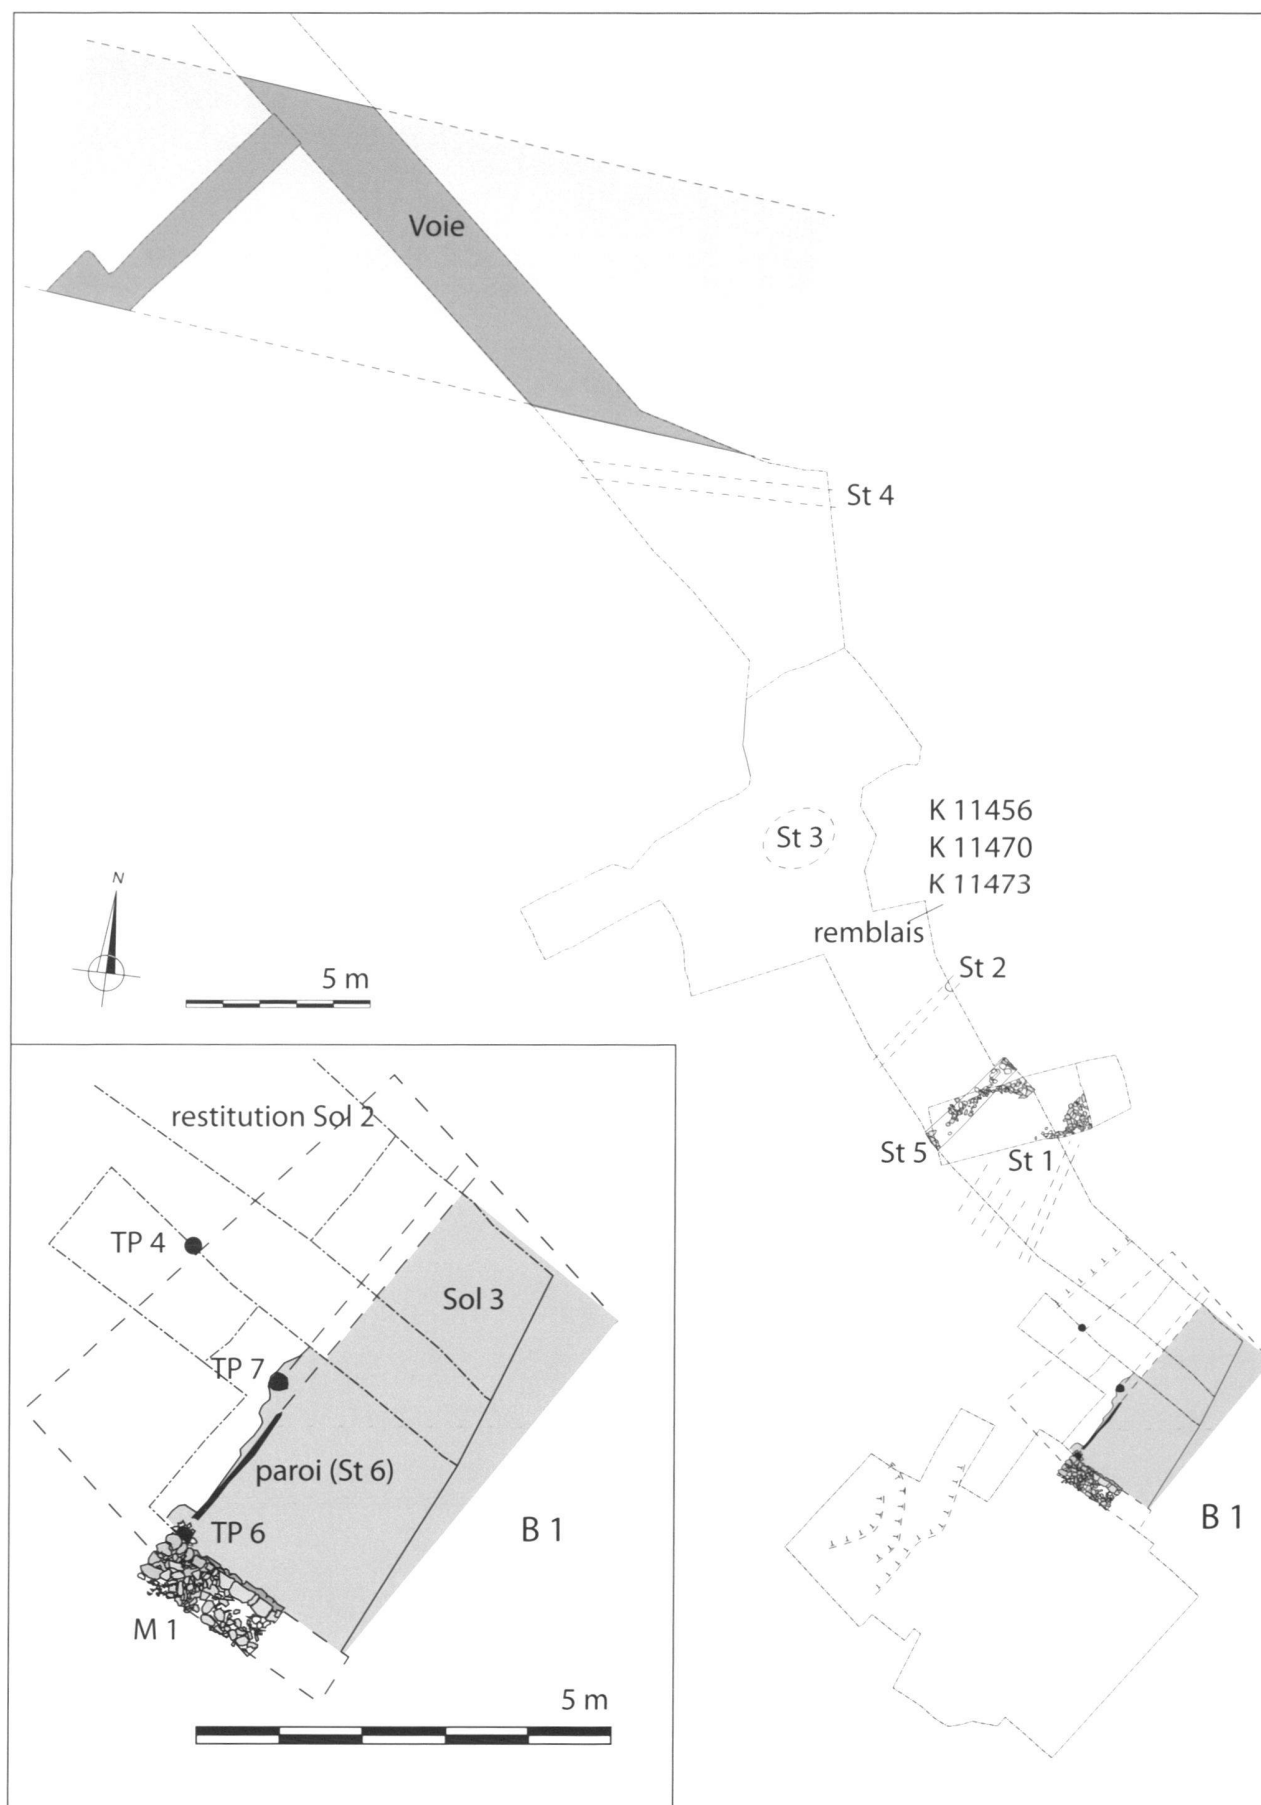 Voie
St 4
K 11456
K 11470
K 11473
St 3
remblais
N
5 m
St 2
St 5
St 1
B 1
restitution Sol 2
TP 4
Sol 3
TP 7
paroi (St 6)
TP 6
B 1
M 1
5 m